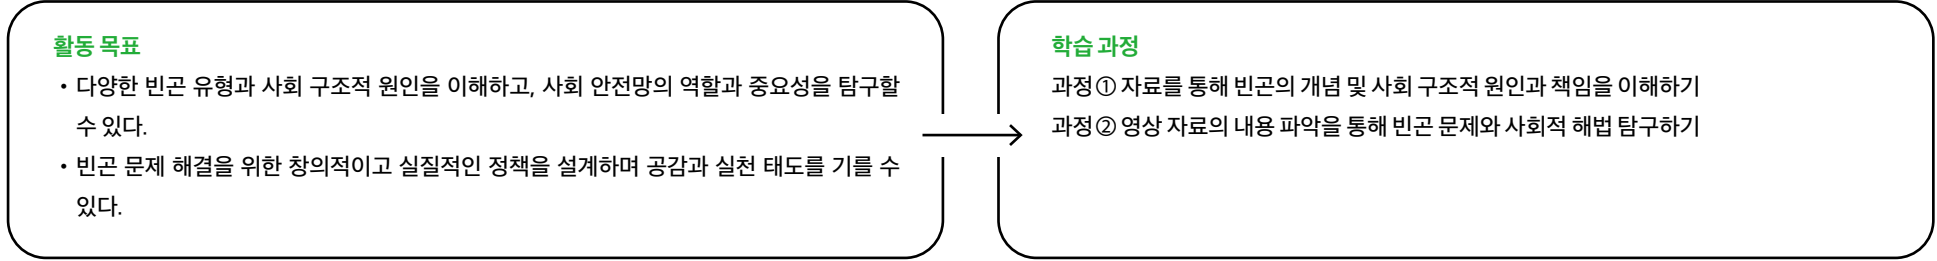 활동 목표
• 다양한 빈곤 유형과 사회 구조적 원인을 이해하고, 사회 안전망의 역할과 중요성을 탐구할
수 있다.
• 빈곤 문제 해결을 위한 창의적이고 실질적인 정책을 설계하며 공감과 실천 태도를 기를 수
있다.
학습 과정
과정 ① 자료를 통해 빈곤의 개념 및 사회 구조적 원인과 책임을 이해하기
과정 ② 영상 자료의 내용 파악을 통해 빈곤 문제와 사회적 해법 탐구하기